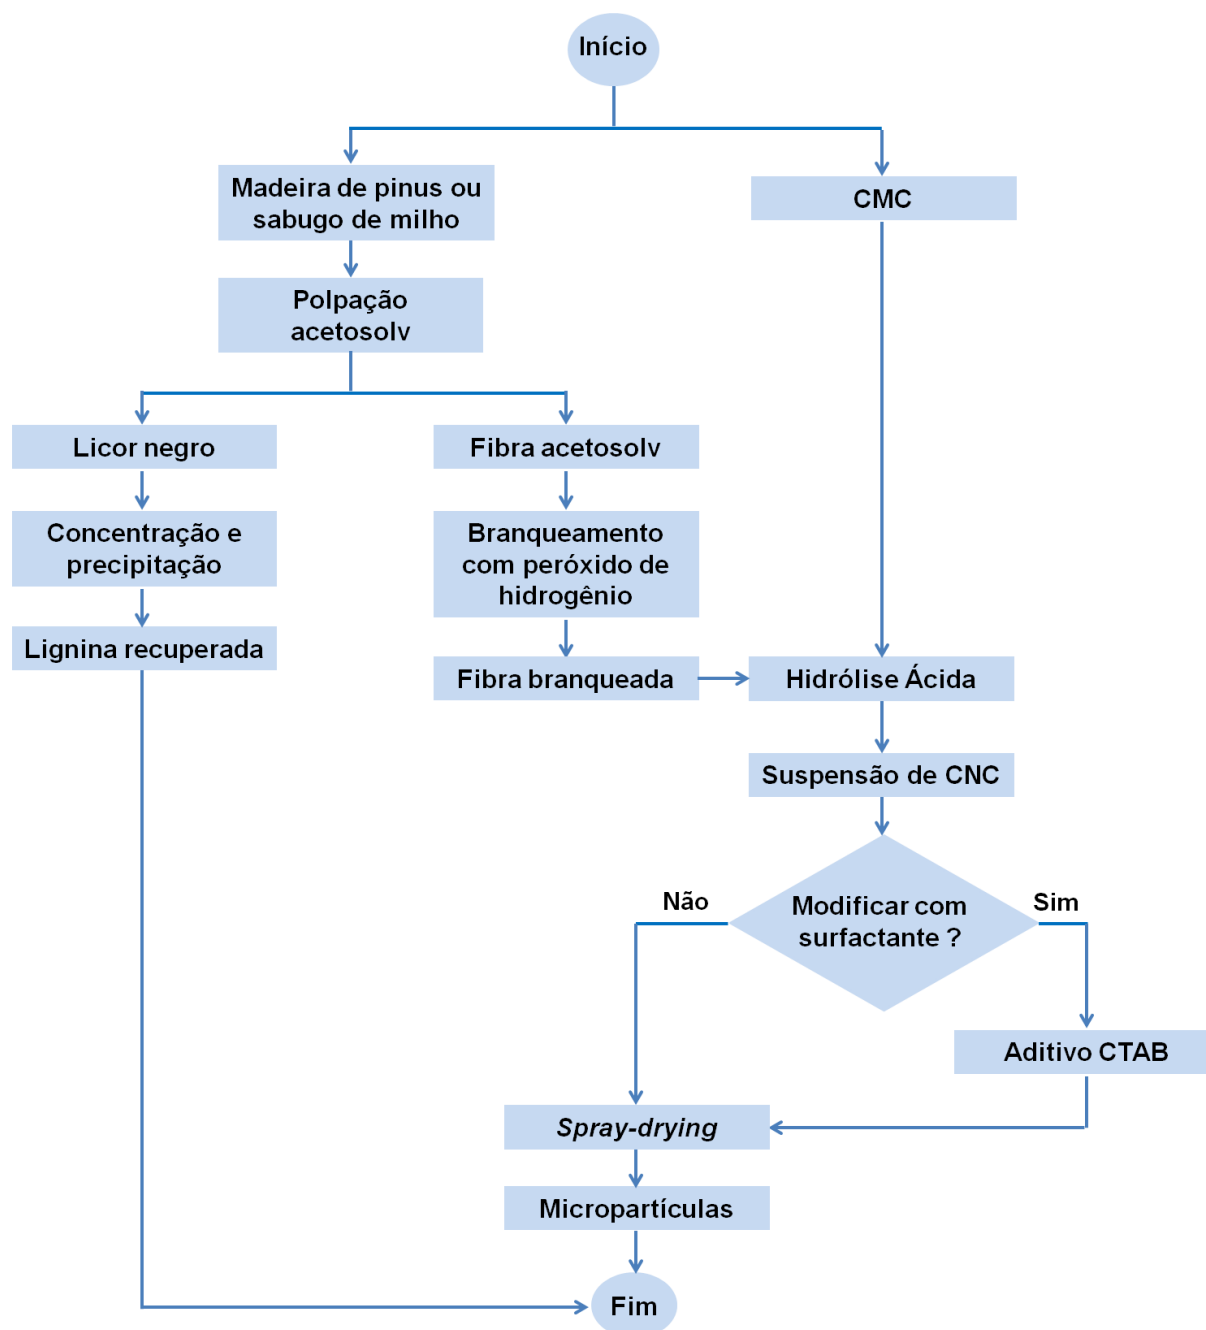 Início
Madeira de pinus ou
sabugo de milho
CMC
Polpação
acetosolv
Licor negro
Fibra acetosolv
Concentração e
precipitação
Branqueamento
com peróxido de
hidrogênio
Lignina recuperada
Fibra branqueada
Hidrólise Ácida
Suspensão de CNC
Não
Modificar com
surfactante ?
Sim
Aditivo CTAB
Spray-drying
Micropartículas
Fim